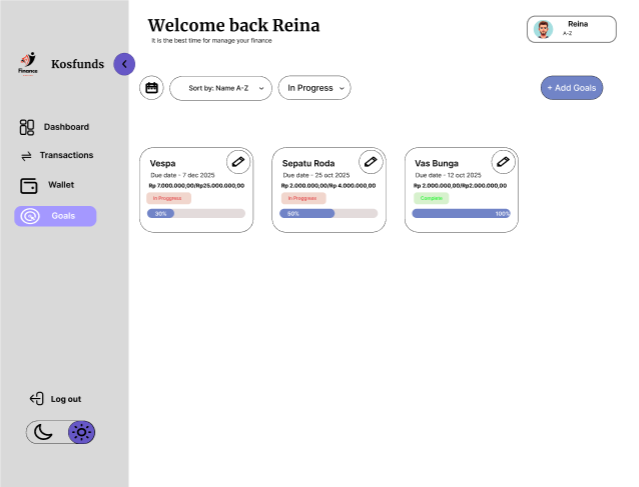 Welcome back Reina
It is the best time for manage your finance
Reina
A-Z
Finance
Kosfunds
Sort by: Name A-Z
In Progress
+ Add Goals
Dashboard
Transactions
Wallet
Goals
Vespa
Due date - 7 dec 2025
Rp 7.000.000,00/Rp25.000.000,00
In Proggress
30%
Sepatu Roda
Due date - 25 oct 2025
Rp 2.000.000,00/Rp 4.000.000,00
In Proggress
50%
Vas Bunga
Due date - 12 oct 2025
Rp 2.000.000,00/Rp2.000.000,00
Complete
100%
Log out